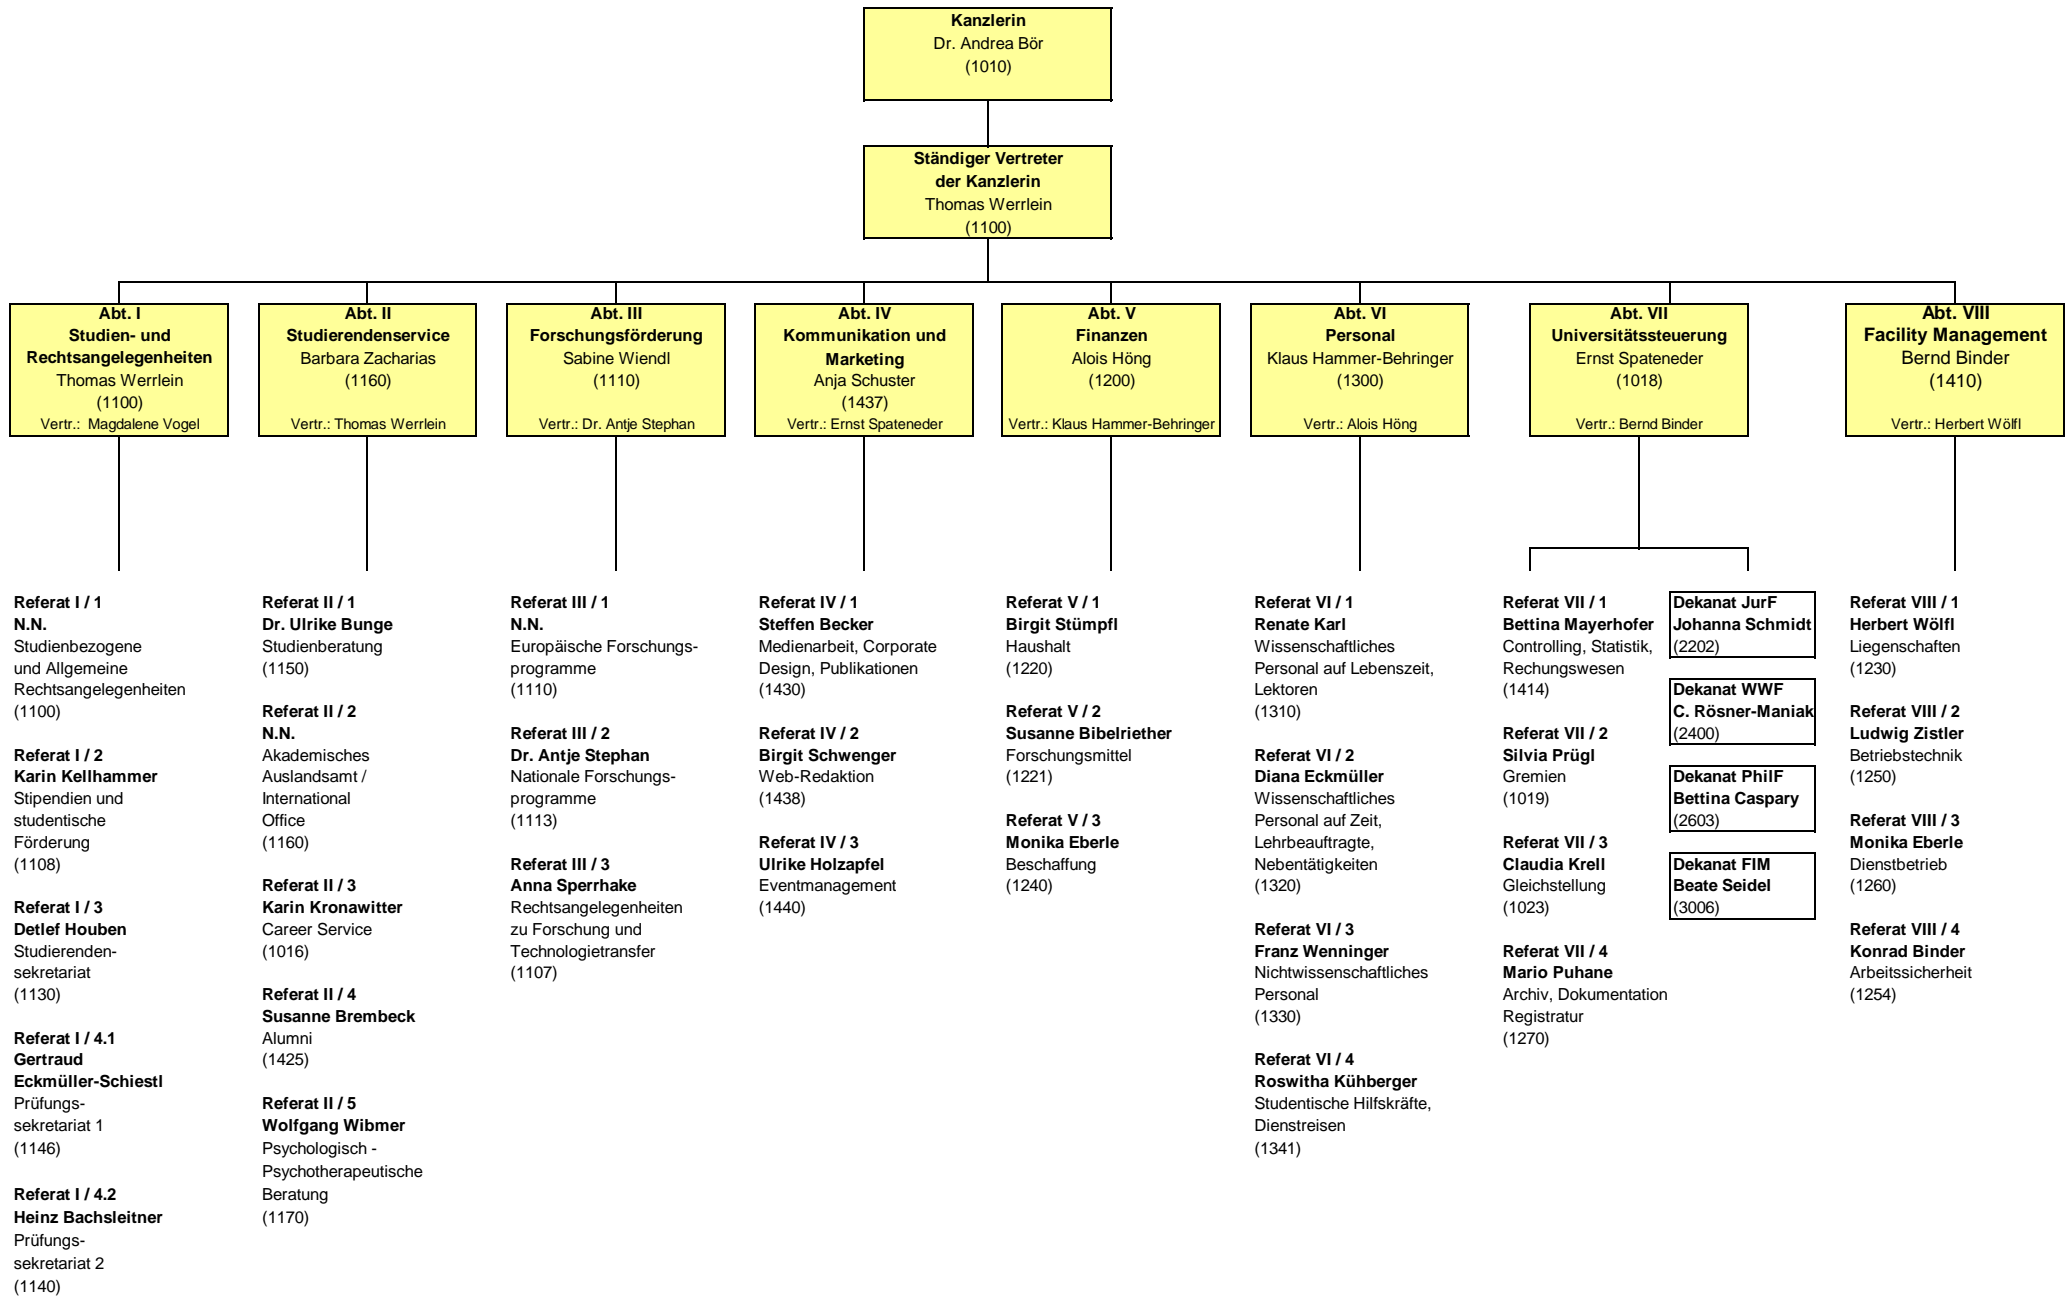 Kanzlerin
Dr. Andrea Bör
(1010)
Ständiger Vertreter
der Kanzlerin
Thomas Werrlein
(1100)
Abt. I
Studien- und
Rechtsangelegenheiten
Thomas Werrlein
(1100)
Vertr.: Magdalene Vogel
Abt. II
Studierendenservice
Barbara Zacharias
(1160)
Vertr.: Thomas Werrlein
Abt. III
Forschungsförderung
Sabine Wiendl
(1110)
Vertr.: Dr. Antje Stephan
Abt. IV
Kommunikation und
Marketing
Anja Schuster
(1437)
Vertr.: Ernst Spateneder
Abt. V
Finanzen
Alois Höng
(1200)
Vertr.: Klaus Hammer-Behringer
Abt. VI
Personal
Klaus Hammer-Behringer
(1300)
Vertr.: Alois Höng
Abt. VII
Universitätssteuerung
Ernst Spateneder
(1018)
Vertr.: Bernd Binder
Abt. VIII
Facility Management
Bernd Binder
(1410)
Vertr.: Herbert Wölfl
Referat I / 1
N.N.
Studienbezogene
und Allgemeine
Rechtsangelegenheiten
(1100)
Referat I / 2
Karin Kellhammer
Stipendien und
studentische
Förderung
(1108)
Referat I / 3
Detlef Houben
Studierenden-
sekretariat
(1130)
Referat I / 4.1
Gertraud
Eckmüller-Schiestl
Prüfungs-
sekretariat 1
(1146)
Referat I / 4.2
Heinz Bachsleitner
Prüfungs-
sekretariat 2
(1140)
Referat II / 1
Dr. Ulrike Bunge
Studienberatung
(1150)
Referat II / 2
N.N.
Akademisches
Auslandsamt /
International
Office
(1160)
Referat II / 3
Karin Kronawitter
Career Service
(1016)
Referat II / 4
Susanne Brembeck
Alumni
(1425)
Referat II / 5
Wolfgang Wibmer
Psychologisch -
Psychotherapeutische
Beratung
(1170)
Referat III / 1
N.N.
Europäische Forschungs-
programme
(1110)
Referat III / 2
Dr. Antje Stephan
Nationale Forschungs-
programme
(1113)
Referat III / 3
Anna Sperrhake
Rechtsangelegenheiten
zu Forschung und
Technologietransfer
(1107)
Referat IV / 1
Steffen Becker
Medienarbeit, Corporate
Design, Publikationen
(1430)
Referat IV / 2
Birgit Schwenger
Web-Redaktion
(1438)
Referat IV / 3
Ulrike Holzapfel
Eventmanagement
(1440)
Referat V / 1
Birgit Stümpfl
Haushalt
(1220)
Referat V / 2
Susanne Bibelriether
Forschungsmittel
(1221)
Referat V / 3
Monika Eberle
Beschaffung
(1240)
Referat VI / 1
Renate Karl
Wissenschaftliches
Personal auf Lebenszeit,
Lektoren
(1310)
Referat VI / 2
Diana Eckmüller
Wissenschaftliches
Personal auf Zeit,
Lehrbeauftragte,
Nebentätigkeiten
(1320)
Referat VI / 3
Franz Wenninger
Nichtwissenschaftliches
Personal
(1330)
Referat VI / 4
Roswitha Kühberger
Studentische Hilfskräfte,
Dienstreisen
(1341)
Referat VII / 1
Bettina Mayerhofer
Controlling, Statistik,
Rechungswesen
(1414)
Referat VII / 2
Silvia Prügl
Gremien
(1019)
Referat VII / 3
Claudia Krell
Gleichstellung
(1023)
Referat VII / 4
Mario Puhane
Archiv, Dokumentation
Registratur
(1270)
Dekanat JurF
Johanna Schmidt
(2202)
Dekanat WWF
C. Rösner-Maniak
(2400)
Dekanat PhilF
Bettina Caspary
(2603)
Dekanat FIM
Beate Seidel
(3006)
Referat VIII / 1
Herbert Wölfl
Liegenschaften
(1230)
Referat VIII / 2
Ludwig Zistler
Betriebstechnik
(1250)
Referat VIII / 3
Monika Eberle
Dienstbetrieb
(1260)
Referat VIII / 4
Konrad Binder
Arbeitssicherheit
(1254)